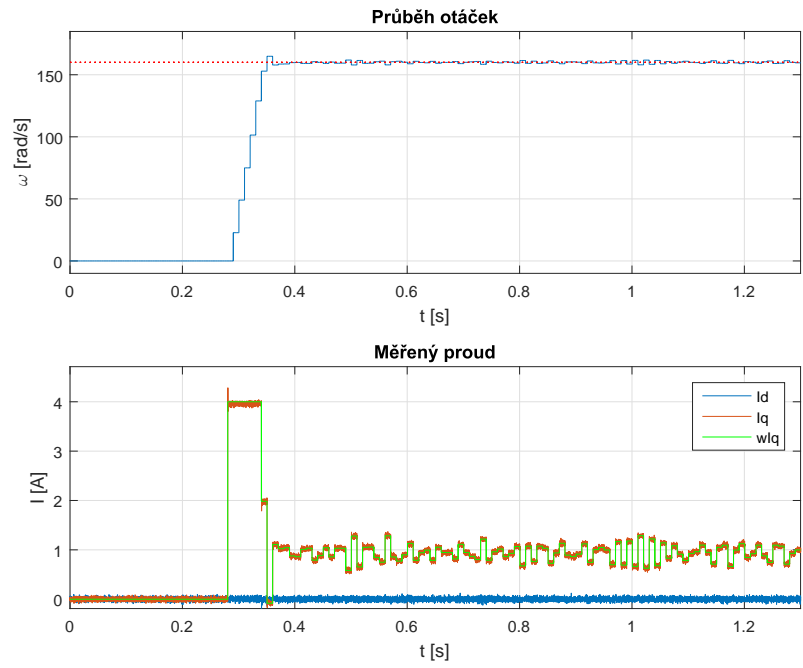 Průběh otáček
150
100
50
0
ω [rad/s]
0 0.2 0.4 0.6 0.8 1 1.2
t [s]
Měřený proud
4
3
2
1
0
I [A]
Id
Iq
wIq
0 0.2 0.4 0.6 0.8 1 1.2
t [s]